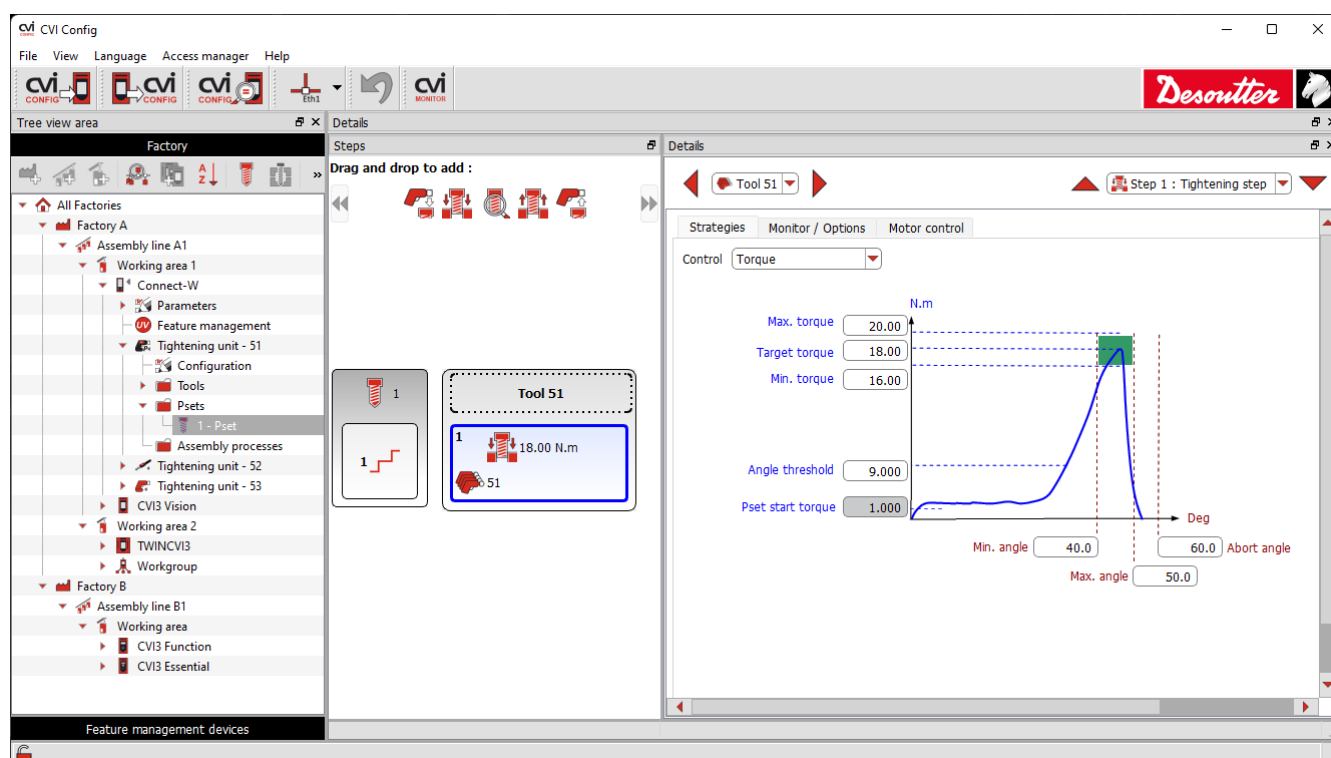 CVI CONFIG CVI Config
File View Language Access manager Help
CVI CONFIG CVI CONFIG CVI CONFIG Eth1 CVI MONITOR Desoutter
Tree view area
Details
Factory
Steps
Details
Drag and drop to add :
A Z
»
Tool 51
Step 1 : Tightening step
All Factories
Factory A
Assembly line A1
Working area 1
Connect-W
Parameters
UV Feature management
Tightening unit - 51
Configuration
Tools
Psets
1 - Pset
Assembly processes
Tightening unit - 52
Tightening unit - 53
CVI3 Vision
Working area 2
TWINCVI3
Workgroup
Factory B
Assembly line B1
Working area
CVI3 Function
CVI3 Essential
Feature management devices
1
1
Tool 51
1
18.00 N.m
51
Strategies Monitor / Options Motor control
Control Torque
N.m
Max. torque 20.00
Target torque 18.00
Min. torque 16.00
Angle threshold 9.000
Pset start torque 1.000
Deg
Min. angle 40.0
60.0 Abort angle
Max. angle 50.0